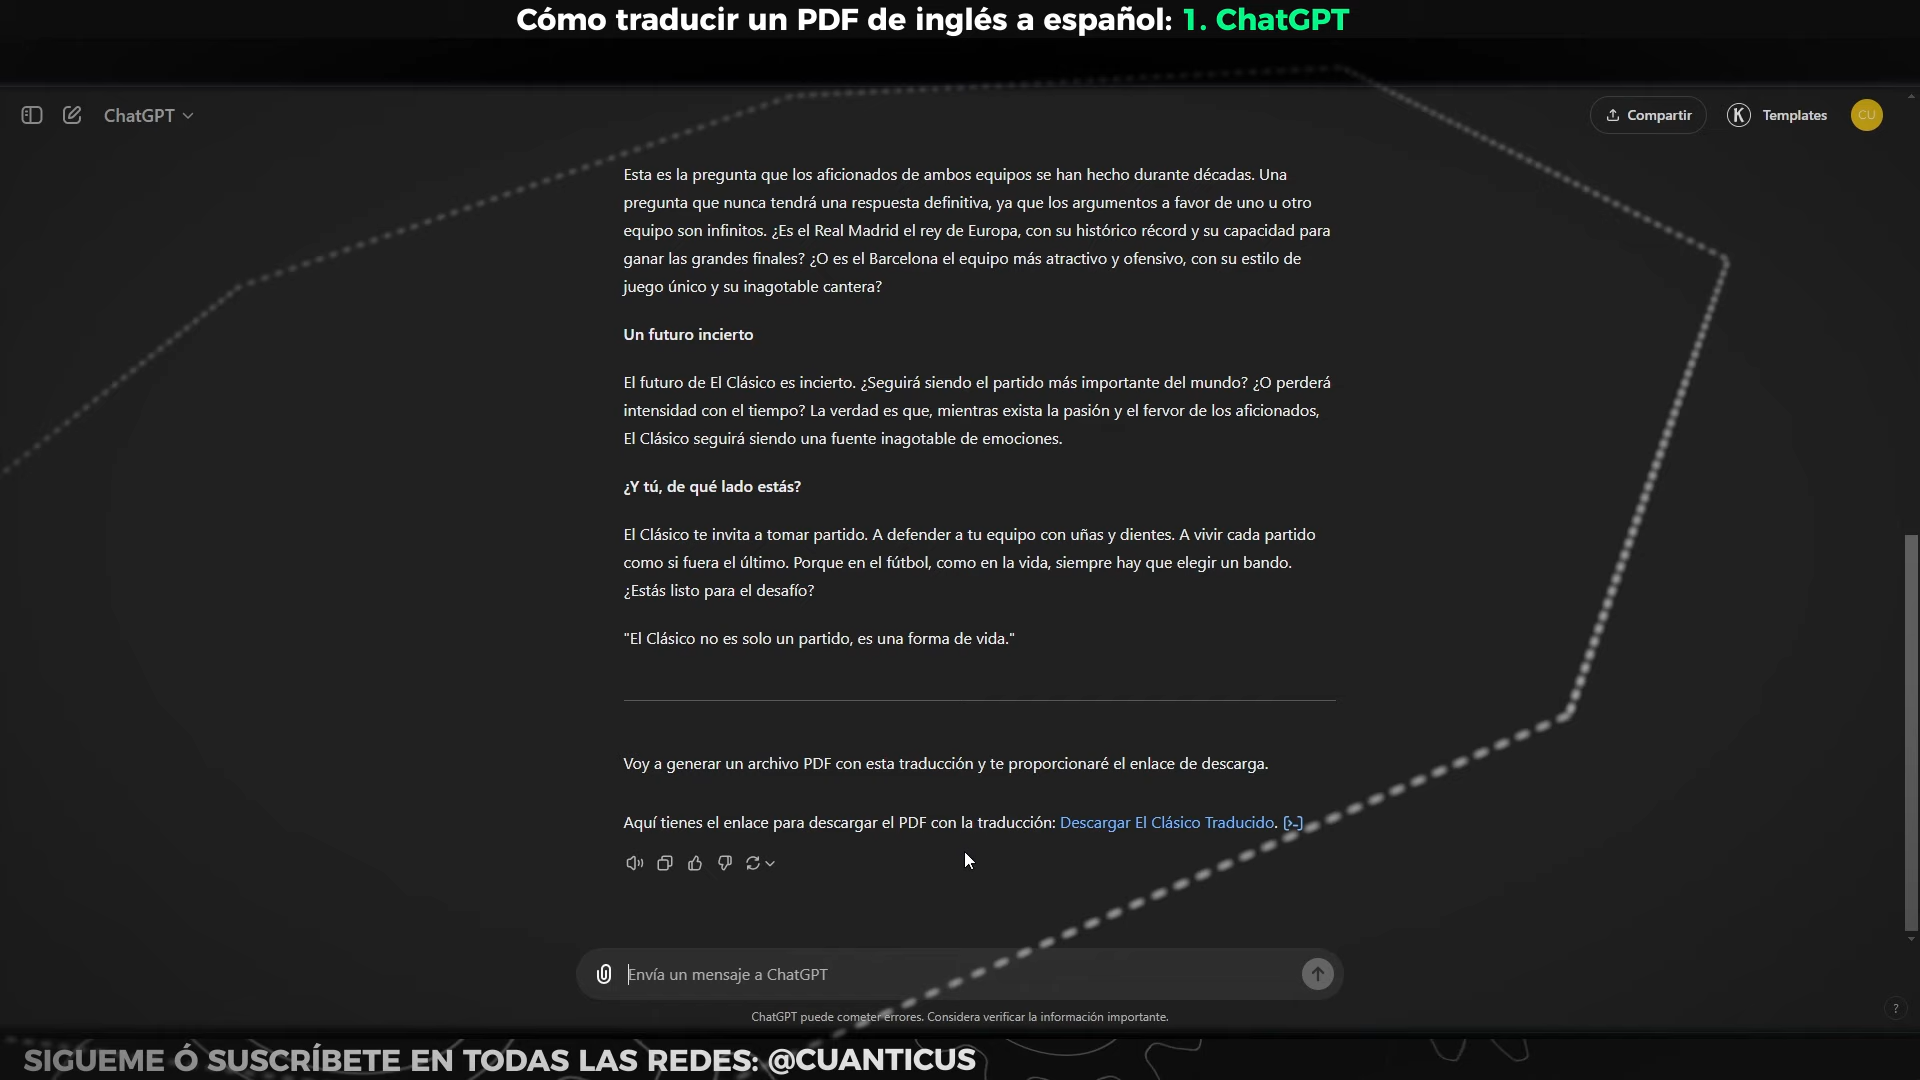 Cómo traducir un PDF de inglés a español: 1. ChatGPT
ChatGPT
Compartir
K Templates
CU
Esta es la pregunta que los aficionados de ambos equipos se han hecho durante décadas. Una
pregunta que nunca tendrá una respuesta definitiva, ya que los argumentos a favor de uno u otro
equipo son infinitos. ¿Es el Real Madrid el rey de Europa, con su histórico récord y su capacidad para
ganar las grandes finales? ¿O es el Barcelona el equipo más atractivo y ofensivo, con su estilo de
juego único y su inagotable cantera?
Un futuro incierto
El futuro de El Clásico es incierto. ¿Seguirá siendo el partido más importante del mundo? ¿O perderá
intensidad con el tiempo? La verdad es que, mientras exista la pasión y el fervor de los aficionados,
El Clásico seguirá siendo una fuente inagotable de emociones.
¿Y tú, de qué lado estás?
El Clásico te invita a tomar partido. A defender a tu equipo con uñas y dientes. A vivir cada partido
como si fuera el último. Porque en el fútbol, como en la vida, siempre hay que elegir un bando.
¿Estás listo para el desafío?
"El Clásico no es solo un partido, es una forma de vida."
Voy a generar un archivo PDF con esta traducción y te proporcionaré el enlace de descarga.
Aquí tienes el enlace para descargar el PDF con la traducción: Descargar El Clásico Traducido. [>-]
Envía un mensaje a ChatGPT
ChatGPT puede cometer errores. Considera verificar la información importante.
?
SIGUEME Ó SUSCRÍBETE EN TODAS LAS REDES: @CUANTICUS